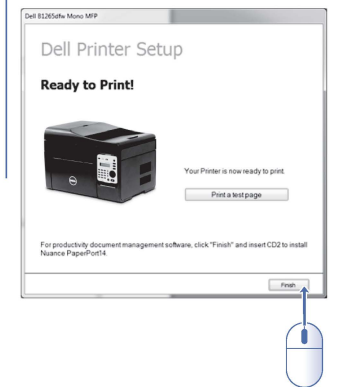 Dell B1265dfw Mono MFP
Dell Printer Setup
Ready to Print!
Your Printer is now ready to print.
Print a test page
For productivity document management software, click "Finish" and insert CD2 to install
Nuance PaperPort14.
Finish